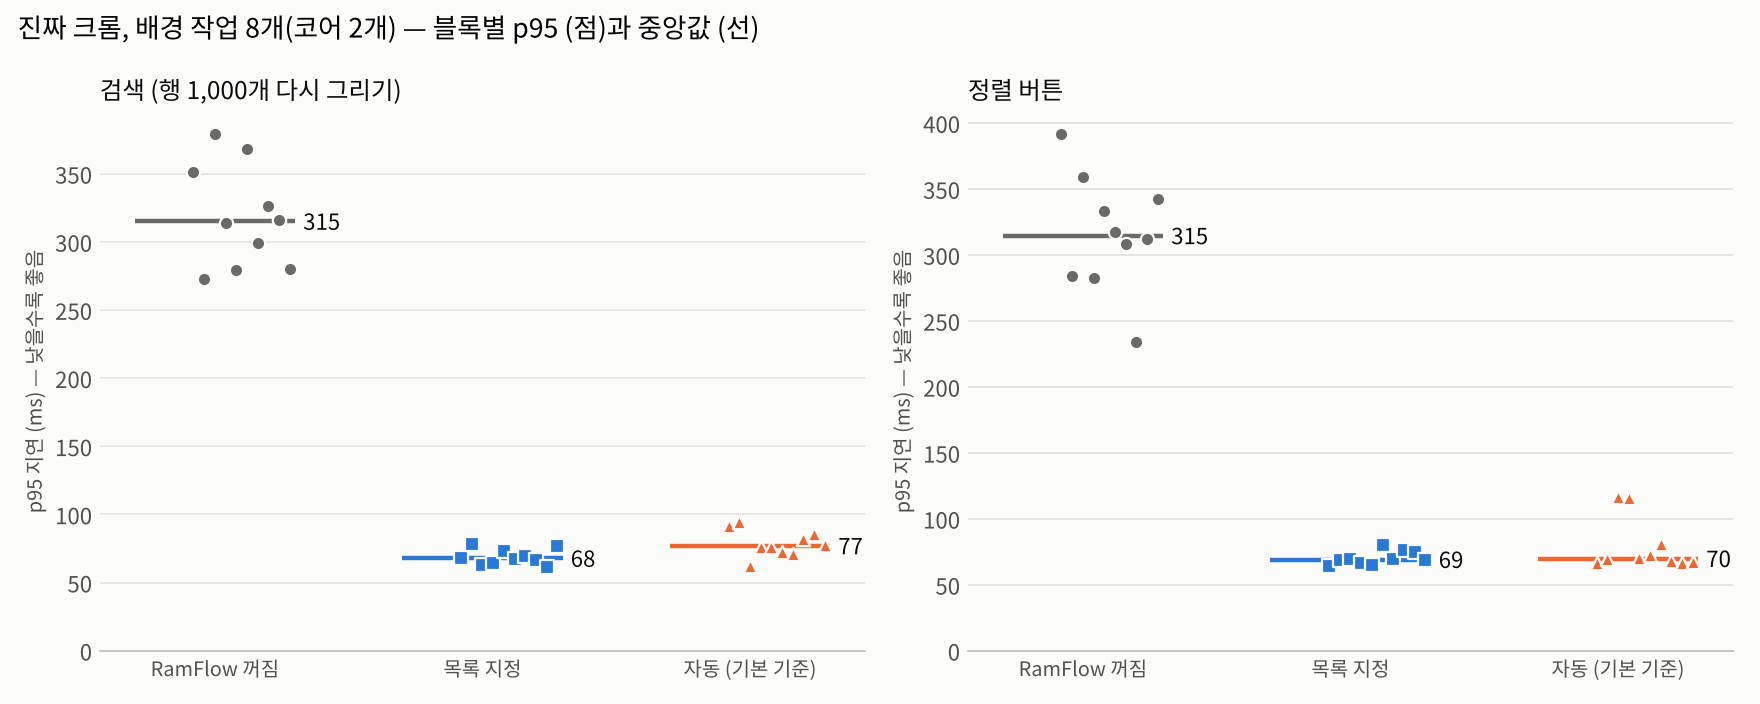 진짜 크롬, 배경 작업 8개(코어 2개) — 블록별 p95 (점)과 중앙값 (선)
검색 (행 1,000개 다시 그리기)
p95 지연 (ms) — 낮을수록 좋음
350
300
250
200
150
100
50
0
315
68
77
RamFlow 꺼짐
목록 지정
자동 (기본 기준)
정렬 버튼
p95 지연 (ms) — 낮을수록 좋음
400
350
300
250
200
150
100
50
0
315
69
70
RamFlow 꺼짐
목록 지정
자동 (기본 기준)